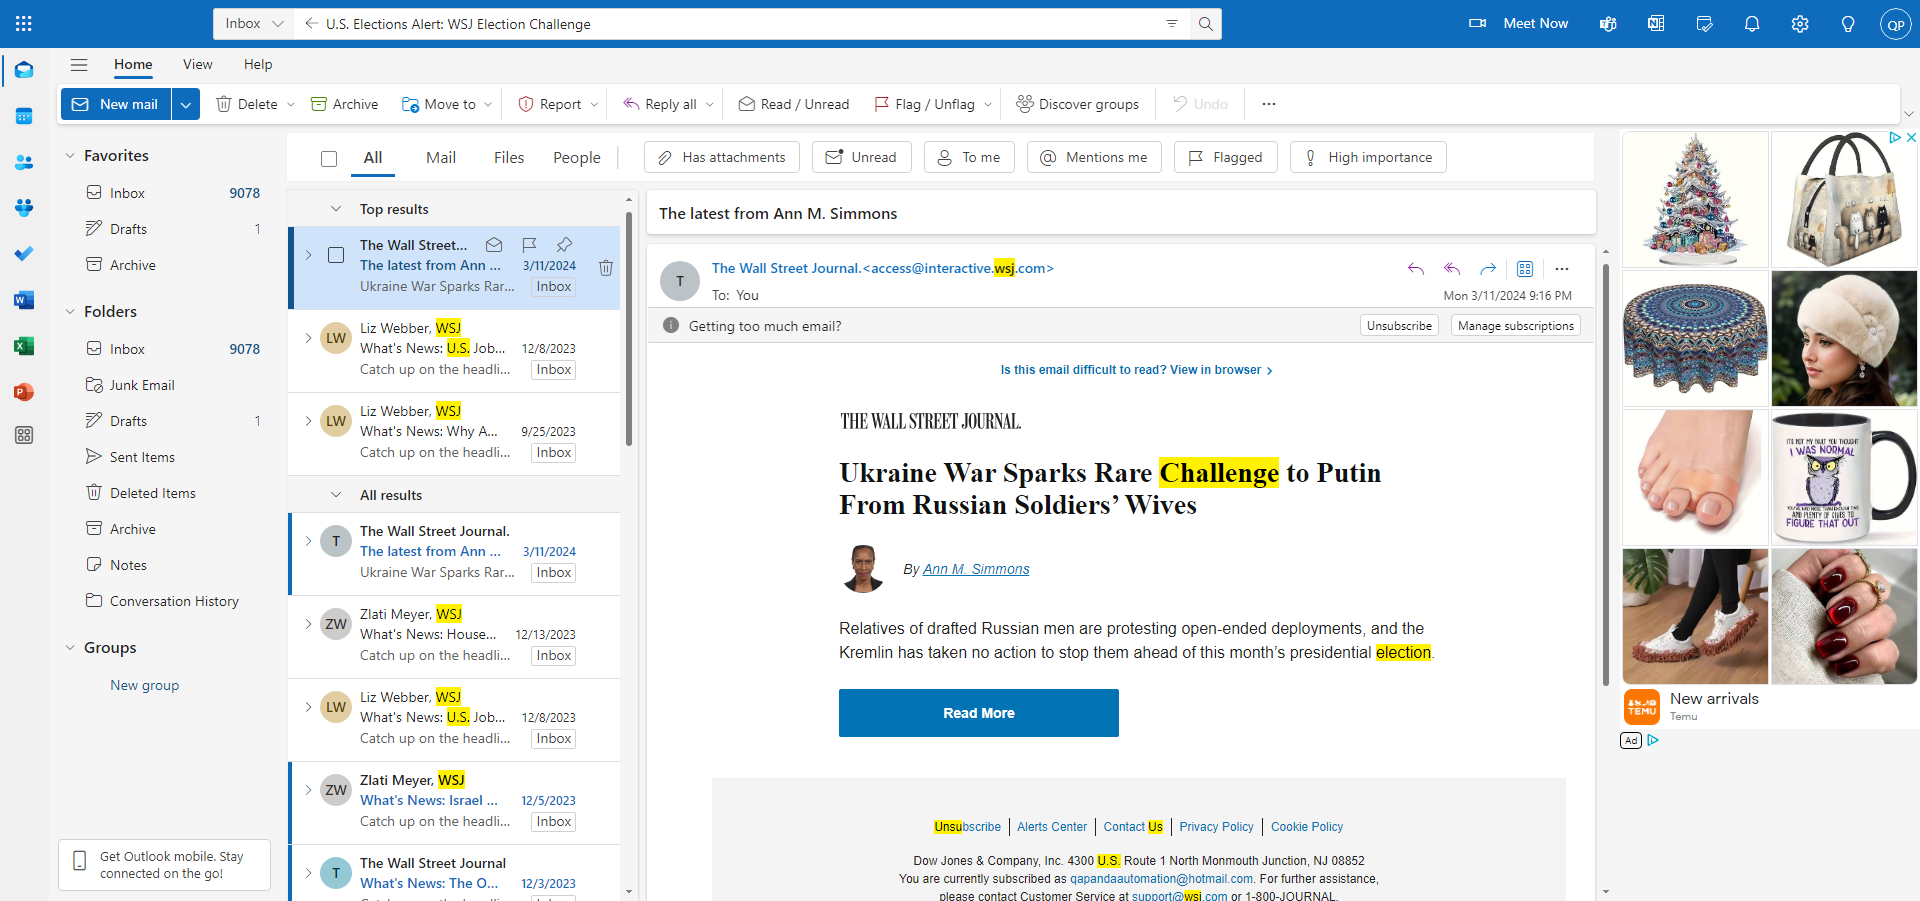 Inbox
U.S. Elections Alert: WSJ Election Challenge
Meet Now
QP
Home
View
Help
New mail
Delete
Archive
Move to
Report
Reply all
Read / Unread
Flag / Unflag
Discover groups
Undo
Favorites
Inbox 9078
Drafts 1
Archive
Folders
Inbox 9078
Junk Email
Drafts 1
Sent Items
Deleted Items
Archive
Notes
Conversation History
Groups
New group
Get Outlook mobile. Stay
connected on the go!
All
Mail
Files
People
Has attachments
Unread
To me
Mentions me
Flagged
High importance
Top results
The Wall Street...
The latest from Ann ... 3/11/2024
Ukraine War Sparks Rar... Inbox
LW
Liz Webber, WSJ
What's News: U.S. Job... 12/8/2023
Catch up on the headli... Inbox
LW
Liz Webber, WSJ
What's News: Why A... 9/25/2023
Catch up on the headli... Inbox
All results
T
The Wall Street Journal.
The latest from Ann ... 3/11/2024
Ukraine War Sparks Rar... Inbox
ZW
Zlati Meyer, WSJ
What's News: House... 12/13/2023
Catch up on the headli... Inbox
LW
Liz Webber, WSJ
What's News: U.S. Job... 12/8/2023
Catch up on the headli... Inbox
ZW
Zlati Meyer, WSJ
What's News: Israel ... 12/5/2023
Catch up on the headli... Inbox
T
The Wall Street Journal
What's News: The O... 12/3/2023
The latest from Ann M. Simmons
T
The Wall Street Journal.<access@interactive.wsj.com>
To: You
Mon 3/11/2024 9:16 PM
Getting too much email?
Unsubscribe
Manage subscriptions
Is this email difficult to read? View in browser ›
THE WALL STREET JOURNAL.
Ukraine War Sparks Rare Challenge to Putin
From Russian Soldiers’ Wives
By Ann M. Simmons
Relatives of drafted Russian men are protesting open-ended deployments, and the
Kremlin has taken no action to stop them ahead of this month’s presidential election.
Read More
Unsubscribe | Alerts Center | Contact Us | Privacy Policy | Cookie Policy
Dow Jones & Company, Inc. 4300 U.S. Route 1 North Monmouth Junction, NJ 08852
You are currently subscribed as qapandaautomation@hotmail.com. For further assistance,
please contact Customer Service at support@wsj.com or 1-800-JOURNAL.
IT'S NOT MY FAULT YOU THOUGHT
I WAS NORMAL
AND PLENTY OF CLUES TO
FIGURE THAT OUT
TEMU
New arrivals
Temu
Ad